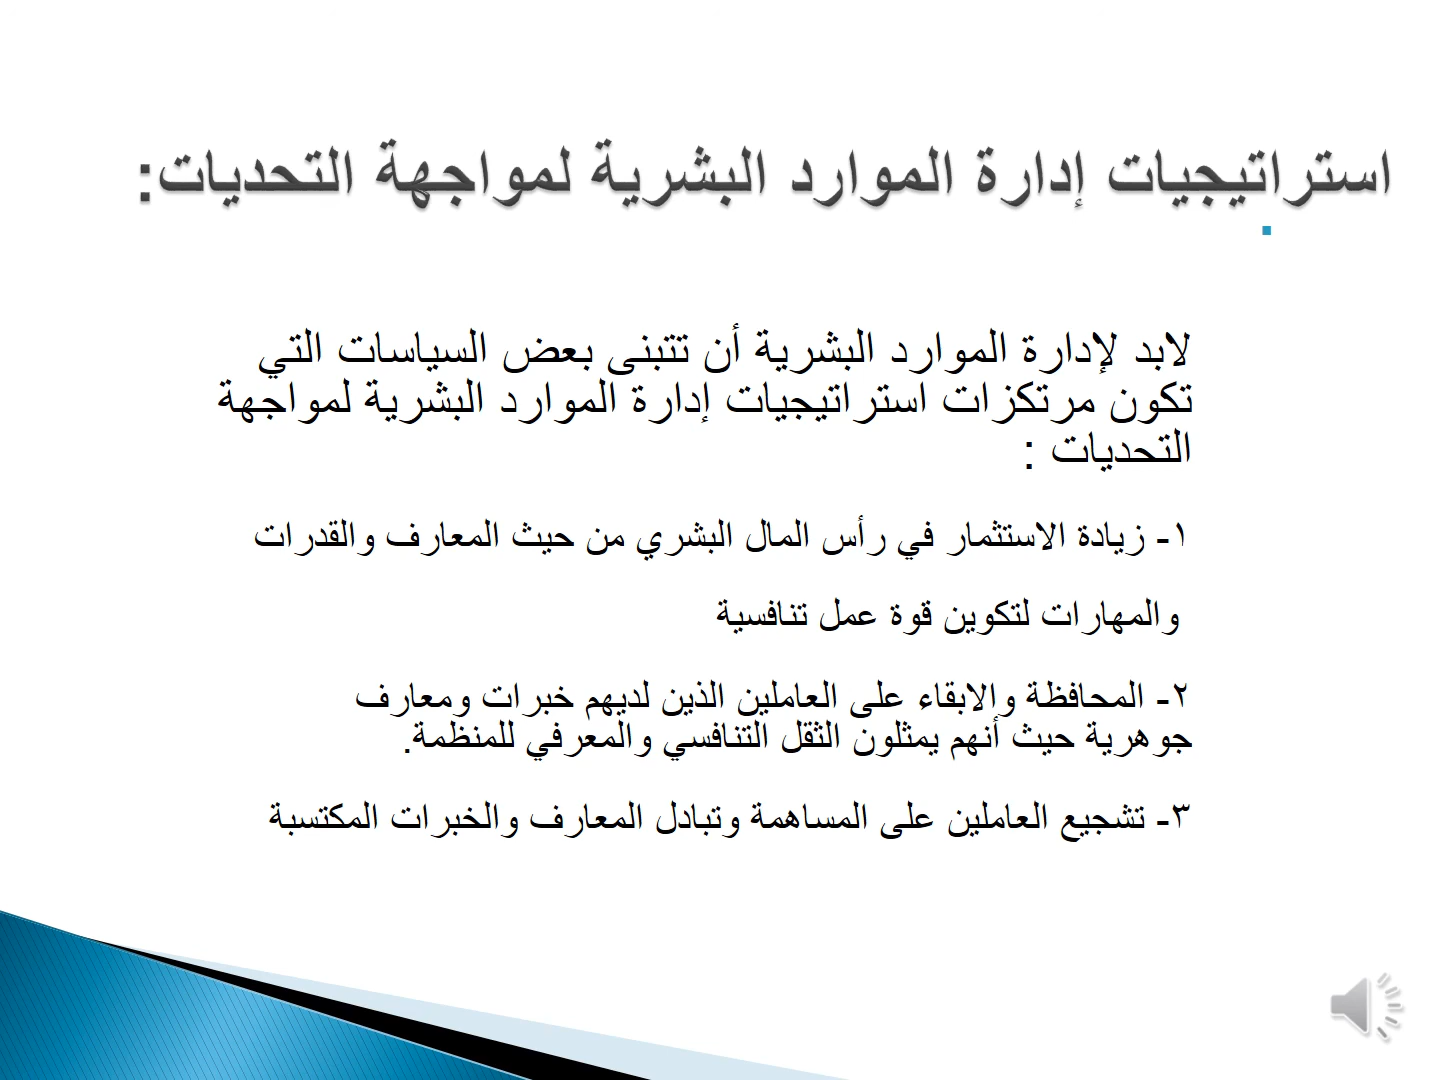 استراتيجيات إدارة الموارد البشرية لمواجهة التحديات:
لابد لإدارة الموارد البشرية أن تتبنى بعض السياسات التي
تكون مرتكزات استراتيجيات إدارة الموارد البشرية لمواجهة
التحديات :
١- زيادة الاستثمار في رأس المال البشري من حيث المعارف والقدرات
والمهارات لتكوين قوة عمل تنافسية
٢- المحافظة والابقاء على العاملين الذين لديهم خبرات ومعارف
جوهرية حيث أنهم يمثلون الثقل التنافسي والمعرفي للمنظمة.
٣- تشجيع العاملين على المساهمة وتبادل المعارف والخبرات المكتسبة